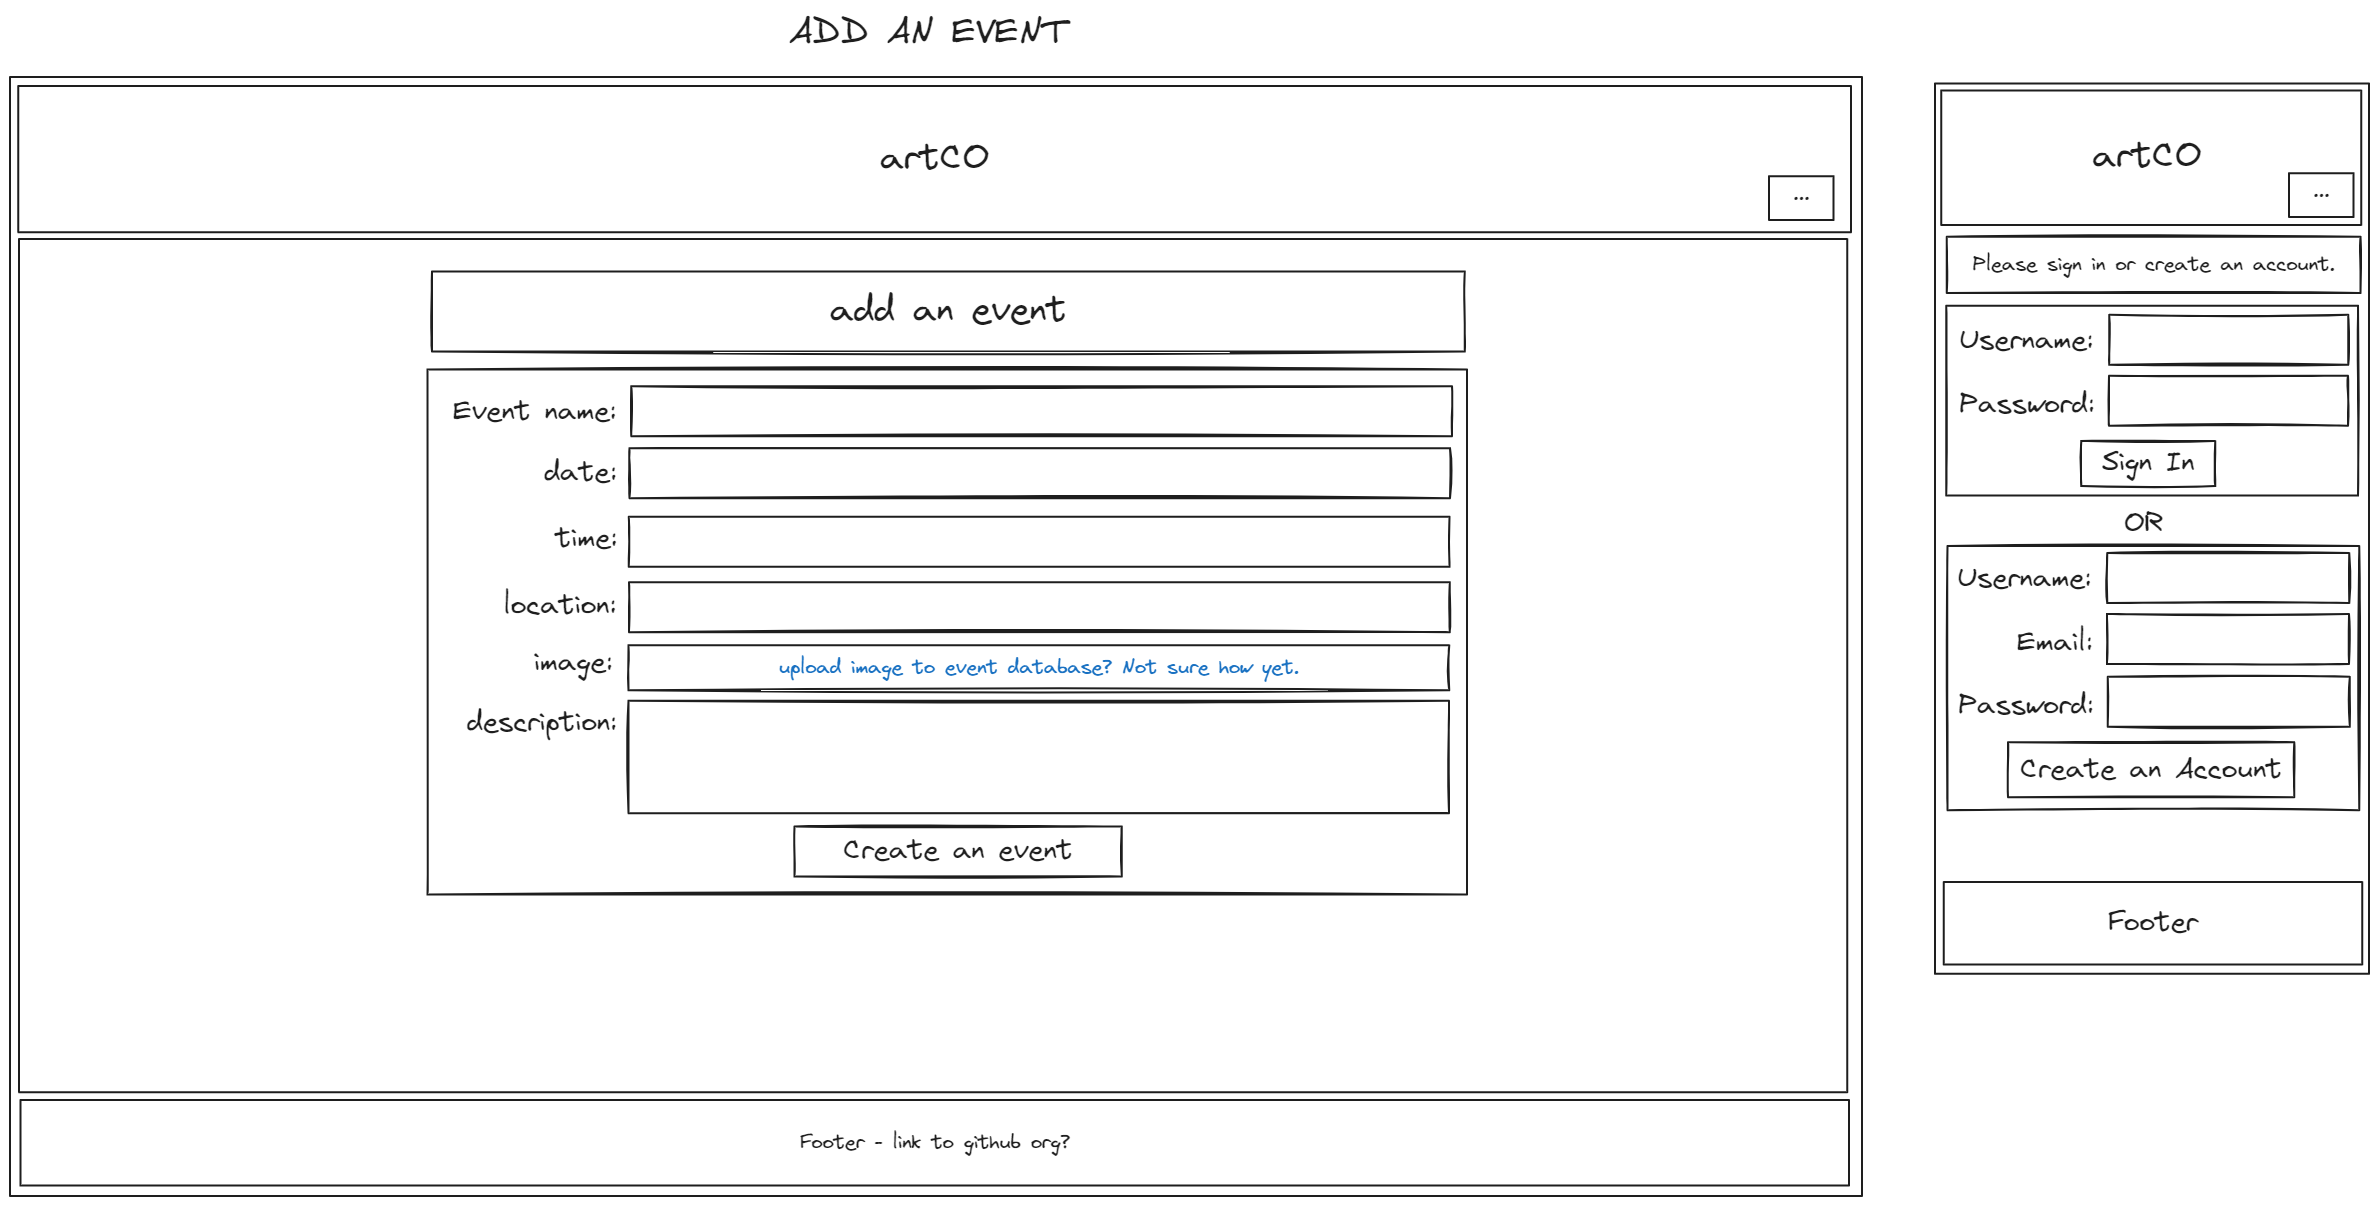 ADD AN EVENT
artCO
...
add an event
Event name:
date:
time:
location:
image:
upload image to event database? Not sure how yet.
description:
Create an event
Footer - link to github org?
artCO
...
Please sign in or create an account.
Username:
Password:
Sign In
OR
Username:
Email:
Password:
Create an Account
Footer